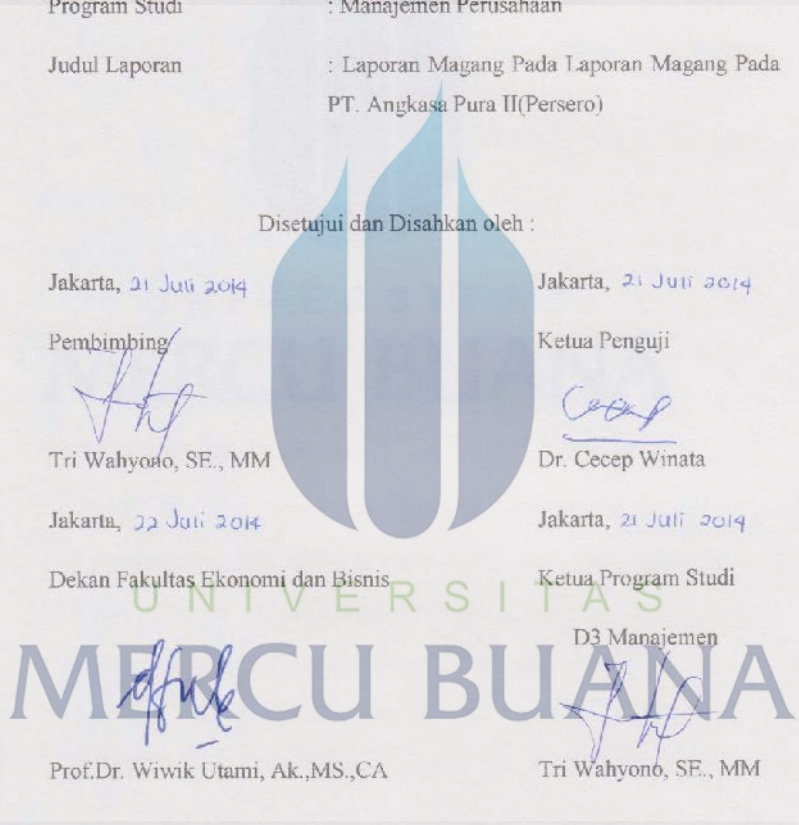 Program Studi : Manajemen Perusahaan
Judul Laporan : Laporan Magang Pada Laporan Magang Pada
PT. Angkasa Pura II(Persero)
Disetujui dan Disahkan oleh :
Jakarta, 21 Juli 2014 Jakarta, 21 Juli 2014
Pembimbing Ketua Penguji
Tri Wahyono, SE., MM Dr. Cecep Winata
Jakarta, 22 Juli 2014 Jakarta, 21 Juli 2014
Dekan Fakultas Ekonomi dan Bisnis Ketua Program Studi
UNIVERSITAS
D3 Manajemen
MERCU BUANA
Prof.Dr. Wiwik Utami, Ak.,MS.,CA Tri Wahyono, SE., MM